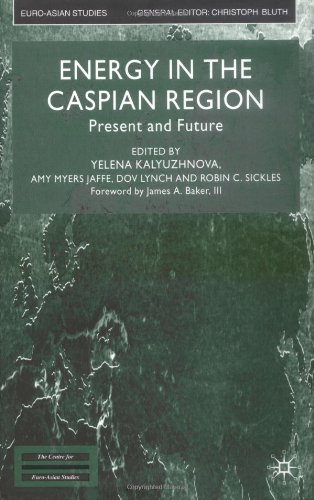 EURO-ASIAN STUDIES GENERAL EDITOR: CHRISTOPH BLUTH
ENERGY IN THE
CASPIAN REGION
Present and Future
EDITED BY
YELENA KALYUZHNOVA,
AMY MYERS JAFFE, DOV LYNCH AND ROBIN C. SICKLES
Foreword by James A. Baker, III
The Centre for
Euro-Asian Studies